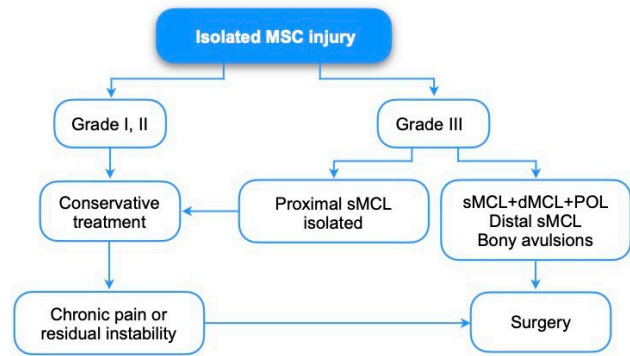 Isolated MSC injury
Grade I, II
Grade III
Conservative
treatment
Proximal sMCL
isolated
sMCL+dMCL+POL
Distal sMCL
Bony avulsions
Chronic pain or
residual instability
Surgery